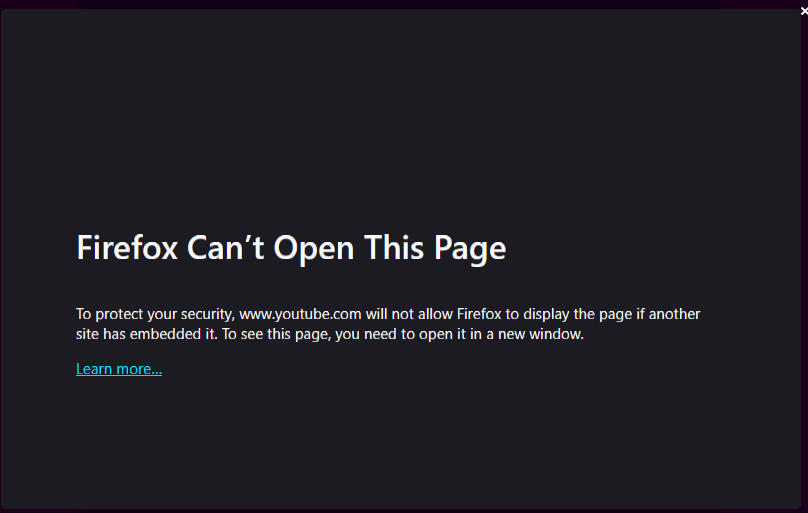 Firefox Can’t Open This Page
To protect your security, www.youtube.com will not allow Firefox to display the page if another
site has embedded it. To see this page, you need to open it in a new window.
Learn more...